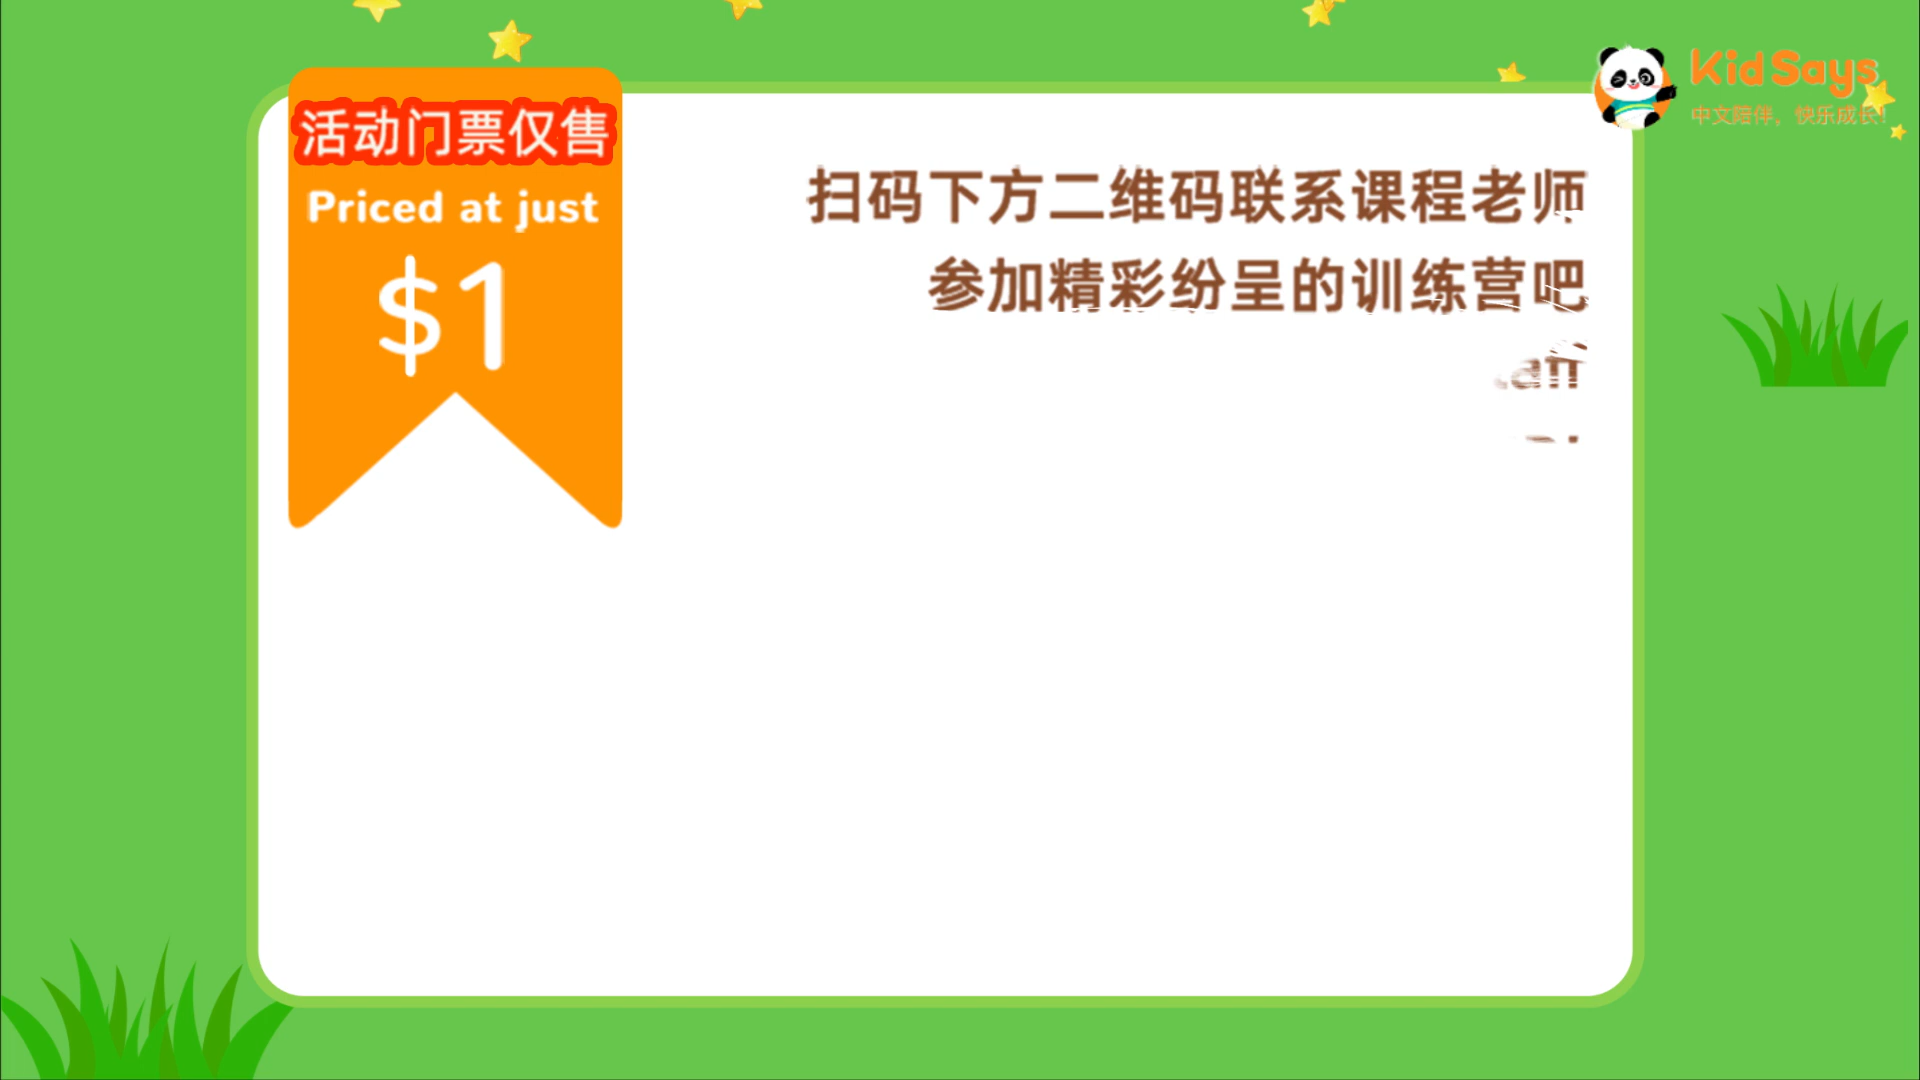 活动门票仅售
Priced at just
$1
扫码下方二维码联系课程老师
参加精彩纷呈的训练营吧
KidSays
中文陪伴，快乐成长！